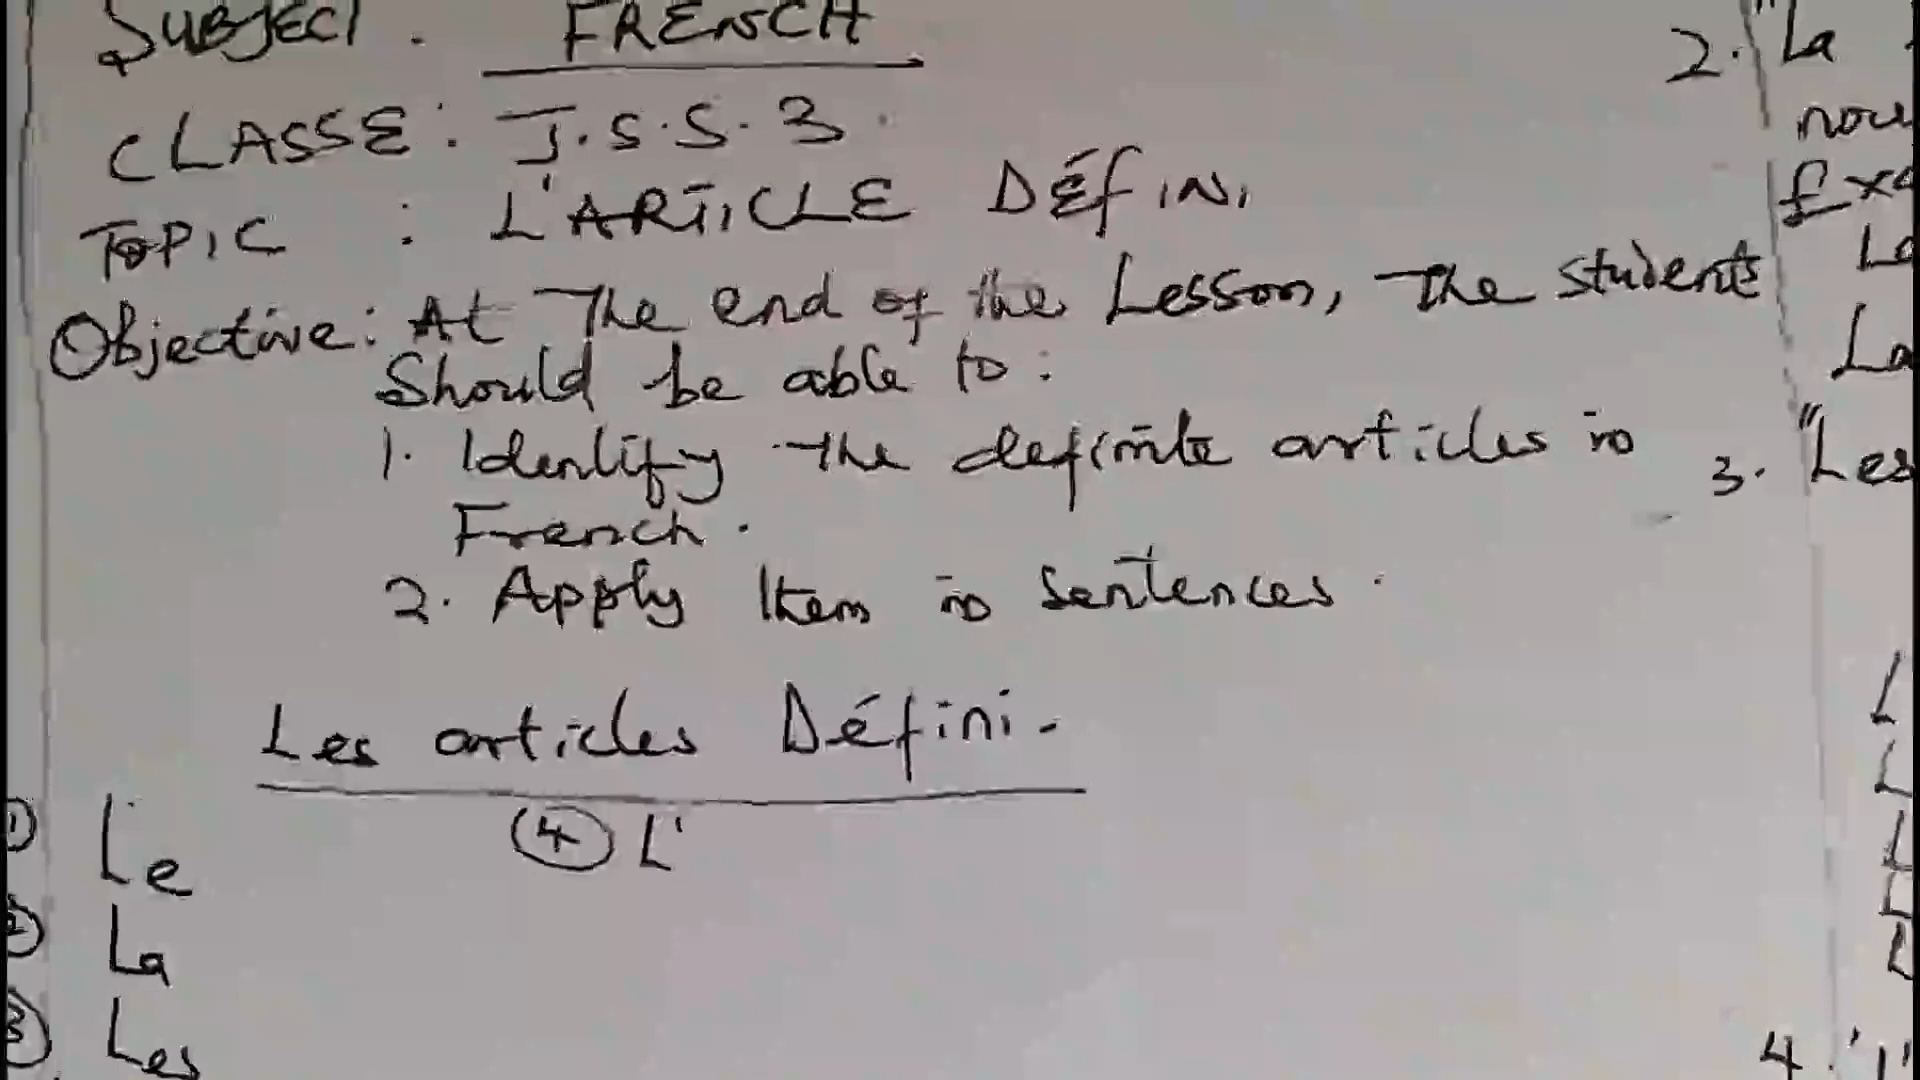 SUBJECT. FRENCH
CLASSE: J.S.S.3.
TOPIC : L'ARTICLE DÉFINI
Objective: At The end of the Lesson, The students
Should be able to:
1. Identify the definite articles in
French.
2. Apply them in sentences.
Les articles Défini.
① Le
④ L'
② La
③ Les
2. "La
Exa
La
3. "Les
4. 'l'